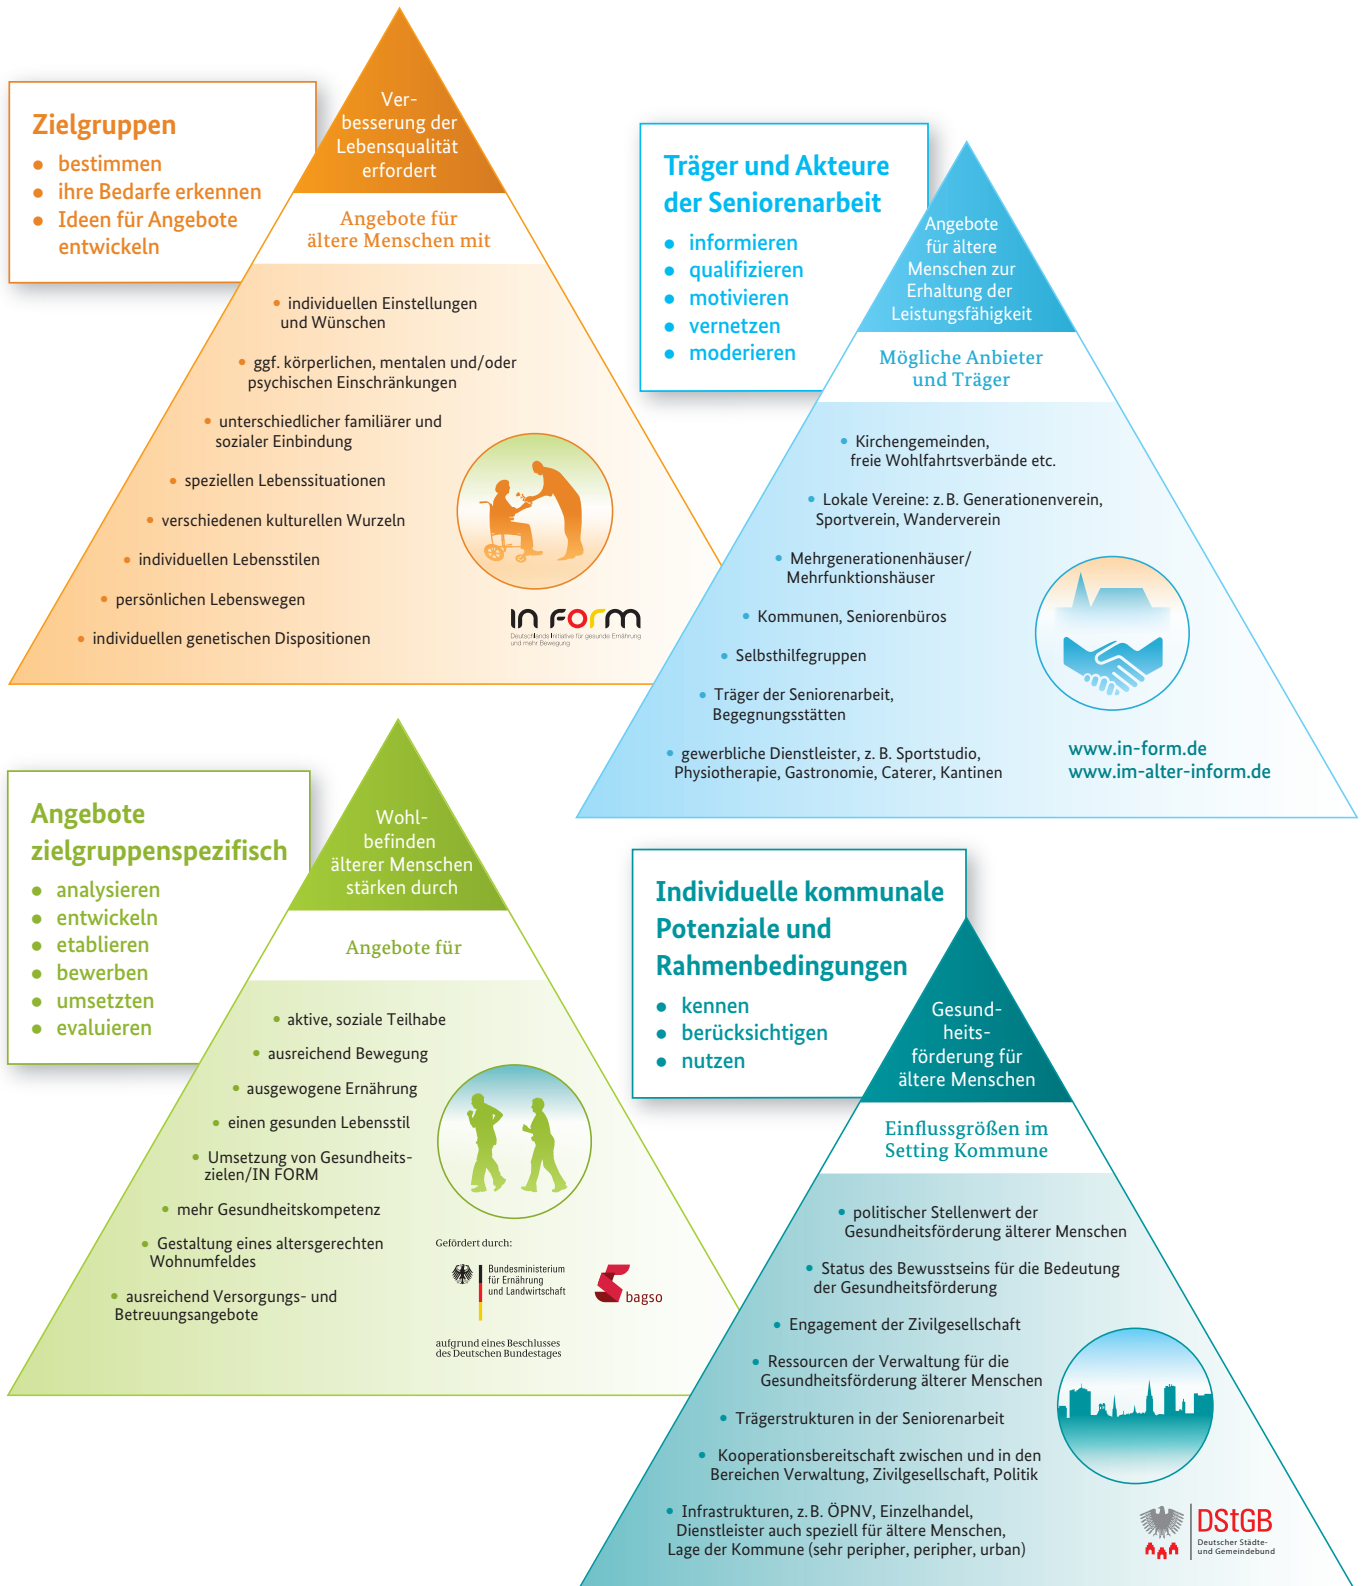 Zielgruppen
• bestimmen
• ihre Bedarfe erkennen
• Ideen für Angebote
entwickeln
Ver-
besserung der
Lebensqualität
erfordert
Angebote für
ältere Menschen mit
• individuellen Einstellungen
und Wünschen
• ggf. körperlichen, mentalen und/oder
psychischen Einschränkungen
• unterschiedlicher familiärer und
sozialer Einbindung
• speziellen Lebenssituationen
• verschiedenen kulturellen Wurzeln
• individuellen Lebensstilen
• persönlichen Lebenswegen
• individuellen genetischen Dispositionen
IN FORM
Deutschlands Initiative für gesunde Ernährung
und mehr Bewegung
Träger und Akteure
der Seniorenarbeit
• informieren
• qualifizieren
• motivieren
• vernetzen
• moderieren
Angebote
für ältere
Menschen zur
Erhaltung der
Leistungsfähigkeit
Mögliche Anbieter
und Träger
• Kirchengemeinden,
freie Wohlfahrtsverbände etc.
• Lokale Vereine: z. B. Generationenverein,
Sportverein, Wanderverein
• Mehrgenerationenhäuser/
Mehrfunktionshäuser
• Kommunen, Seniorenbüros
• Selbsthilfegruppen
• Träger der Seniorenarbeit,
Begegnungsstätten
• gewerbliche Dienstleister, z. B. Sportstudio,
Physiotherapie, Gastronomie, Caterer, Kantinen
www.in-form.de
www.im-alter-inform.de
Angebote
zielgruppenspezifisch
• analysieren
• entwickeln
• etablieren
• bewerben
• umsetzten
• evaluieren
Wohl-
befinden
älterer Menschen
stärken durch
Angebote für
• aktive, soziale Teilhabe
• ausreichend Bewegung
• ausgewogene Ernährung
• einen gesunden Lebensstil
• Umsetzung von Gesundheits-
zielen/IN FORM
• mehr Gesundheitskompetenz
• Gestaltung eines altersgerechten
Wohnumfeldes
• ausreichend Versorgungs- und
Betreuungsangebote
Gefördert durch:
Bundesministerium
für Ernährung
und Landwirtschaft
bagso
aufgrund eines Beschlusses
des Deutschen Bundestages
Individuelle kommunale
Potenziale und
Rahmenbedingungen
• kennen
• berücksichtigen
• nutzen
Gesund-
heits-
förderung für
ältere Menschen
Einflussgrößen im
Setting Kommune
• politischer Stellenwert der
Gesundheitsförderung älterer Menschen
• Status des Bewusstseins für die Bedeutung
der Gesundheitsförderung
• Engagement der Zivilgesellschaft
• Ressourcen der Verwaltung für die
Gesundheitsförderung älterer Menschen
• Trägerstrukturen in der Seniorenarbeit
• Kooperationsbereitschaft zwischen und in den
Bereichen Verwaltung, Zivilgesellschaft, Politik
• Infrastrukturen, z. B. ÖPNV, Einzelhandel,
Dienstleister auch speziell für ältere Menschen,
Lage der Kommune (sehr peripher, peripher, urban)
DStGB
Deutscher Städte-
und Gemeindebund